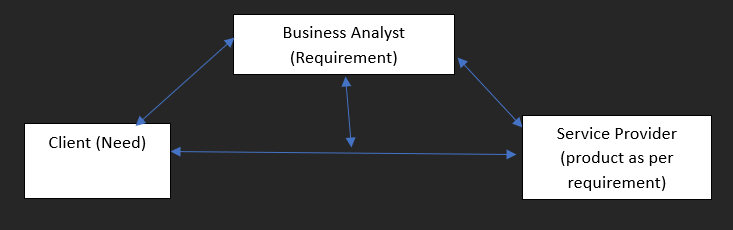 Business Analyst
(Requirement)
Client (Need)
Service Provider
(product as per
requirement)